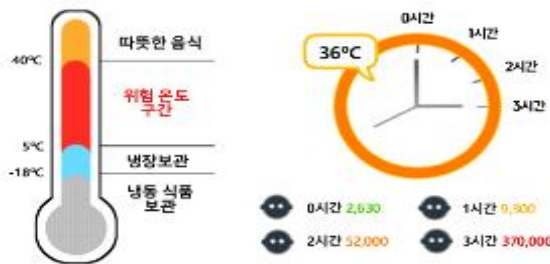 따뜻한 음식
40℃
위험 온도
구간
5℃
냉장보관
-18℃
냉동 식품
보관
36℃
0시간
1시간
2시간
3시간
0시간 2,630
1시간 9,300
2시간 52,000
3시간 370,000